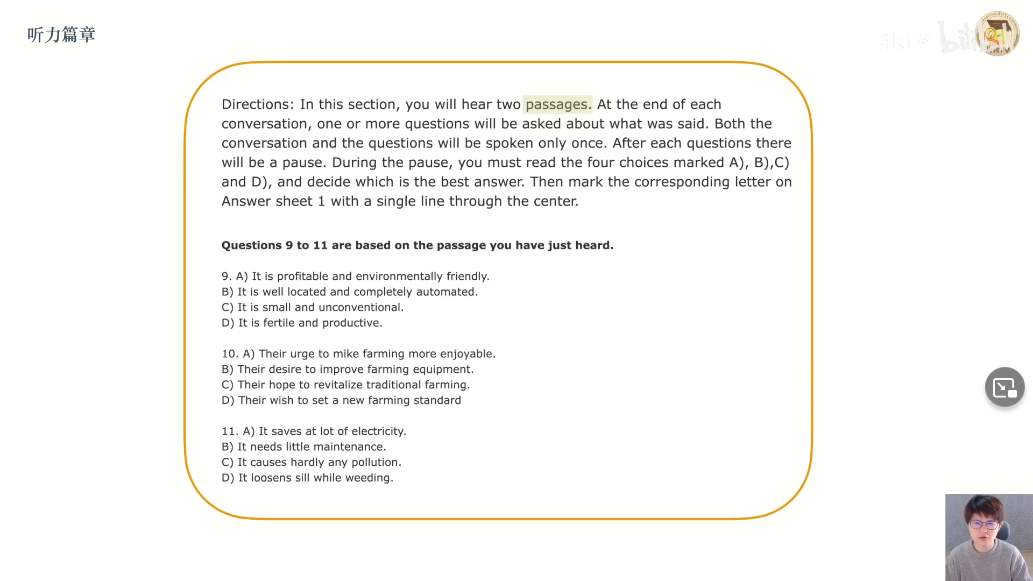 听力篇章
Directions: In this section, you will hear two passages. At the end of each
conversation, one or more questions will be asked about what was said. Both the
conversation and the questions will be spoken only once. After each questions there
will be a pause. During the pause, you must read the four choices marked A), B),C)
and D), and decide which is the best answer. Then mark the corresponding letter on
Answer sheet 1 with a single line through the center.
Questions 9 to 11 are based on the passage you have just heard.
9. A) It is profitable and environmentally friendly.
B) It is well located and completely automated.
C) It is small and unconventional.
D) It is fertile and productive.
10. A) Their urge to mike farming more enjoyable.
B) Their desire to improve farming equipment.
C) Their hope to revitalize traditional farming.
D) Their wish to set a new farming standard
11. A) It saves at lot of electricity.
B) It needs little maintenance.
C) It causes hardly any pollution.
D) It loosens sill while weeding.